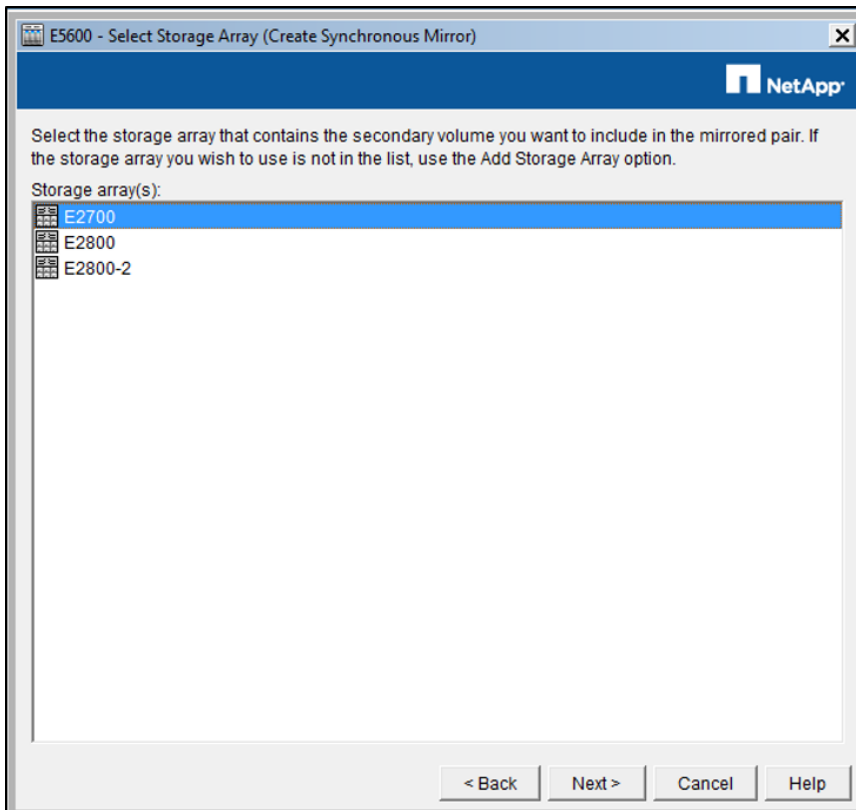 E5600 - Select Storage Array (Create Synchronous Mirror)
NetApp
Select the storage array that contains the secondary volume you want to include in the mirrored pair. If
the storage array you wish to use is not in the list, use the Add Storage Array option.
Storage array(s):
E2700
E2800
E2800-2
< Back Next > Cancel Help